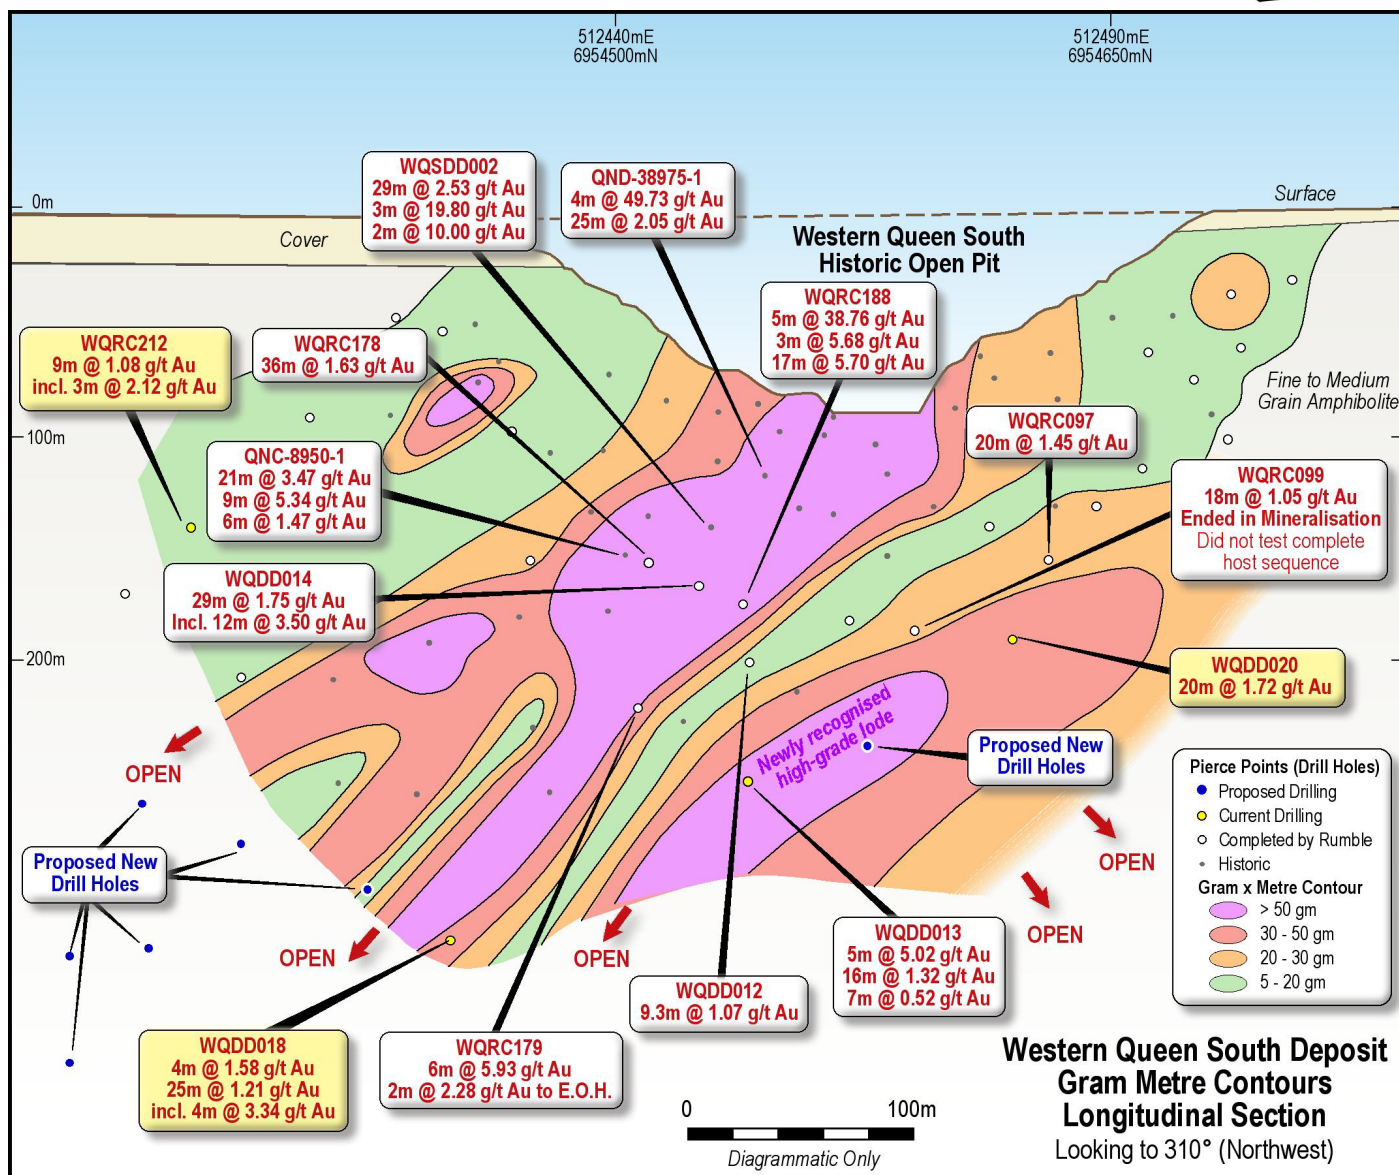 512440mE
6954500mN
512490mE
6954650mN
0m
Surface
Cover
WQSDD002
29m @ 2.53 g/t Au
3m @ 19.80 g/t Au
2m @ 10.00 g/t Au
QND-38975-1
4m @ 49.73 g/t Au
25m @ 2.05 g/t Au
Western Queen South
Historic Open Pit
WQRC188
5m @ 38.76 g/t Au
3m @ 5.68 g/t Au
17m @ 5.70 g/t Au
WQRC212
9m @ 1.08 g/t Au
incl. 3m @ 2.12 g/t Au
WQRC178
36m @ 1.63 g/t Au
Fine to Medium
Grain Amphibolite
WQRC097
20m @ 1.45 g/t Au
100m
QNC-8950-1
21m @ 3.47 g/t Au
9m @ 5.34 g/t Au
6m @ 1.47 g/t Au
WQRC099
18m @ 1.05 g/t Au
Ended in Mineralisation
Did not test complete
host sequence
WQDD014
29m @ 1.75 g/t Au
Incl. 12m @ 3.50 g/t Au
200m
WQDD020
20m @ 1.72 g/t Au
Newly recognised
high-grade lode
Proposed New
Drill Holes
OPEN
Pierce Points (Drill Holes)
Proposed Drilling
Current Drilling
Completed by Rumble
Historic
Gram x Metre Contour
> 50 gm
30 - 50 gm
20 - 30 gm
5 - 20 gm
Proposed New
Drill Holes
OPEN
OPEN
OPEN
OPEN
WQDD013
5m @ 5.02 g/t Au
16m @ 1.32 g/t Au
7m @ 0.52 g/t Au
WQDD012
9.3m @ 1.07 g/t Au
WQDD018
4m @ 1.58 g/t Au
25m @ 1.21 g/t Au
incl. 4m @ 3.34 g/t Au
WQRC179
6m @ 5.93 g/t Au
2m @ 2.28 g/t Au to E.O.H.
0
100m
Diagrammatic Only
Western Queen South Deposit
Gram Metre Contours
Longitudinal Section
Looking to 310° (Northwest)